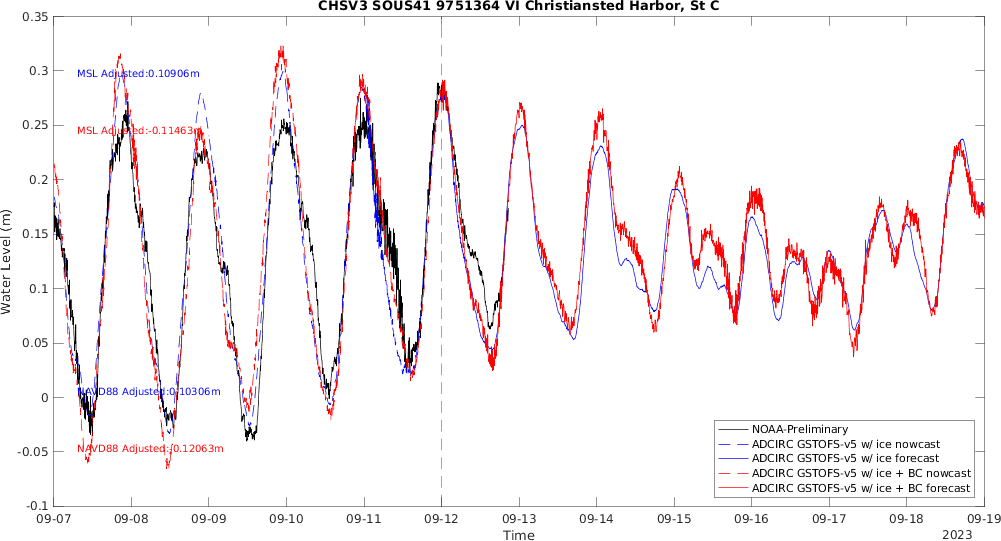 CHSV3 SOUS41 9751364 VI Christiansted Harbor, St C
0.35
0.3
0.25
0.2
0.15
0.1
0.05
0
-0.05
-0.1
Water Level (m)
MSL Adjusted:0.10906m
MSL Adjusted:-0.11463m
NAVD88 Adjusted:0.10306m
NAVD88 Adjusted:-0.12063m
NOAA-Preliminary
ADCIRC GSTOFS-v5 w/ ice nowcast
ADCIRC GSTOFS-v5 w/ ice forecast
ADCIRC GSTOFS-v5 w/ ice + BC nowcast
ADCIRC GSTOFS-v5 w/ ice + BC forecast
09-07 09-08 09-09 09-10 09-11 09-12 09-13 09-14 09-15 09-16 09-17 09-18 09-19
Time
2023